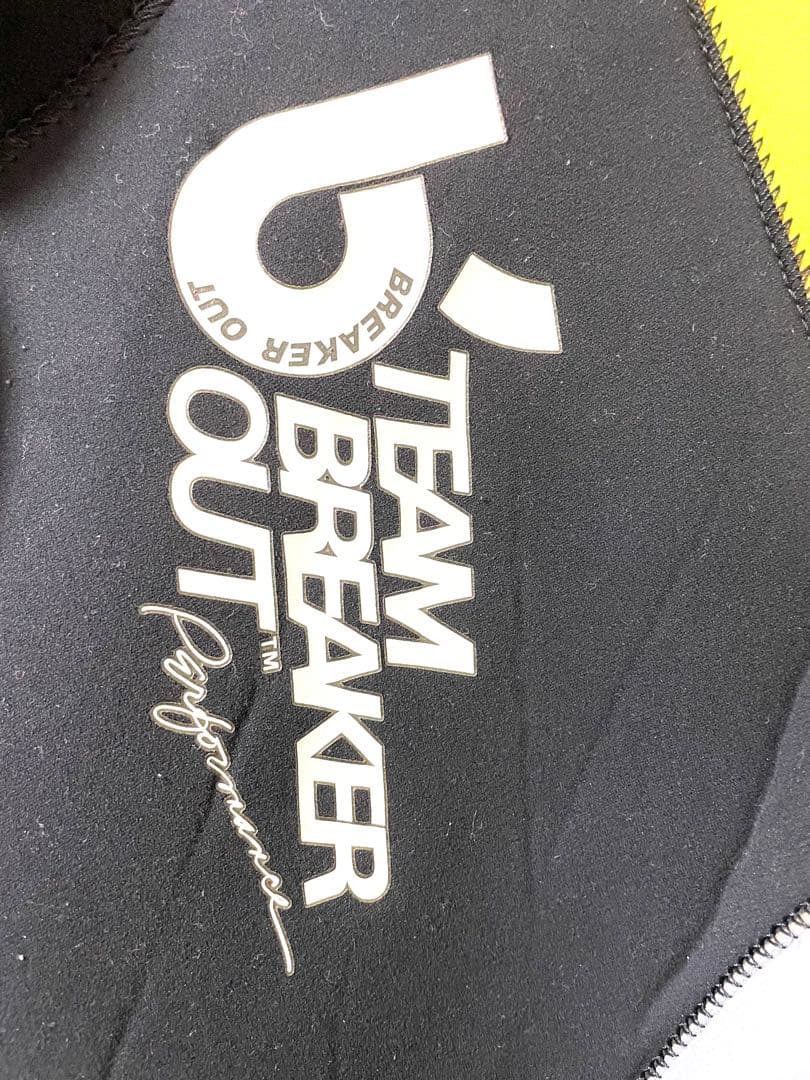 b'
BREAKER OUT
TEAM
BREAKER
OUT™
Performance